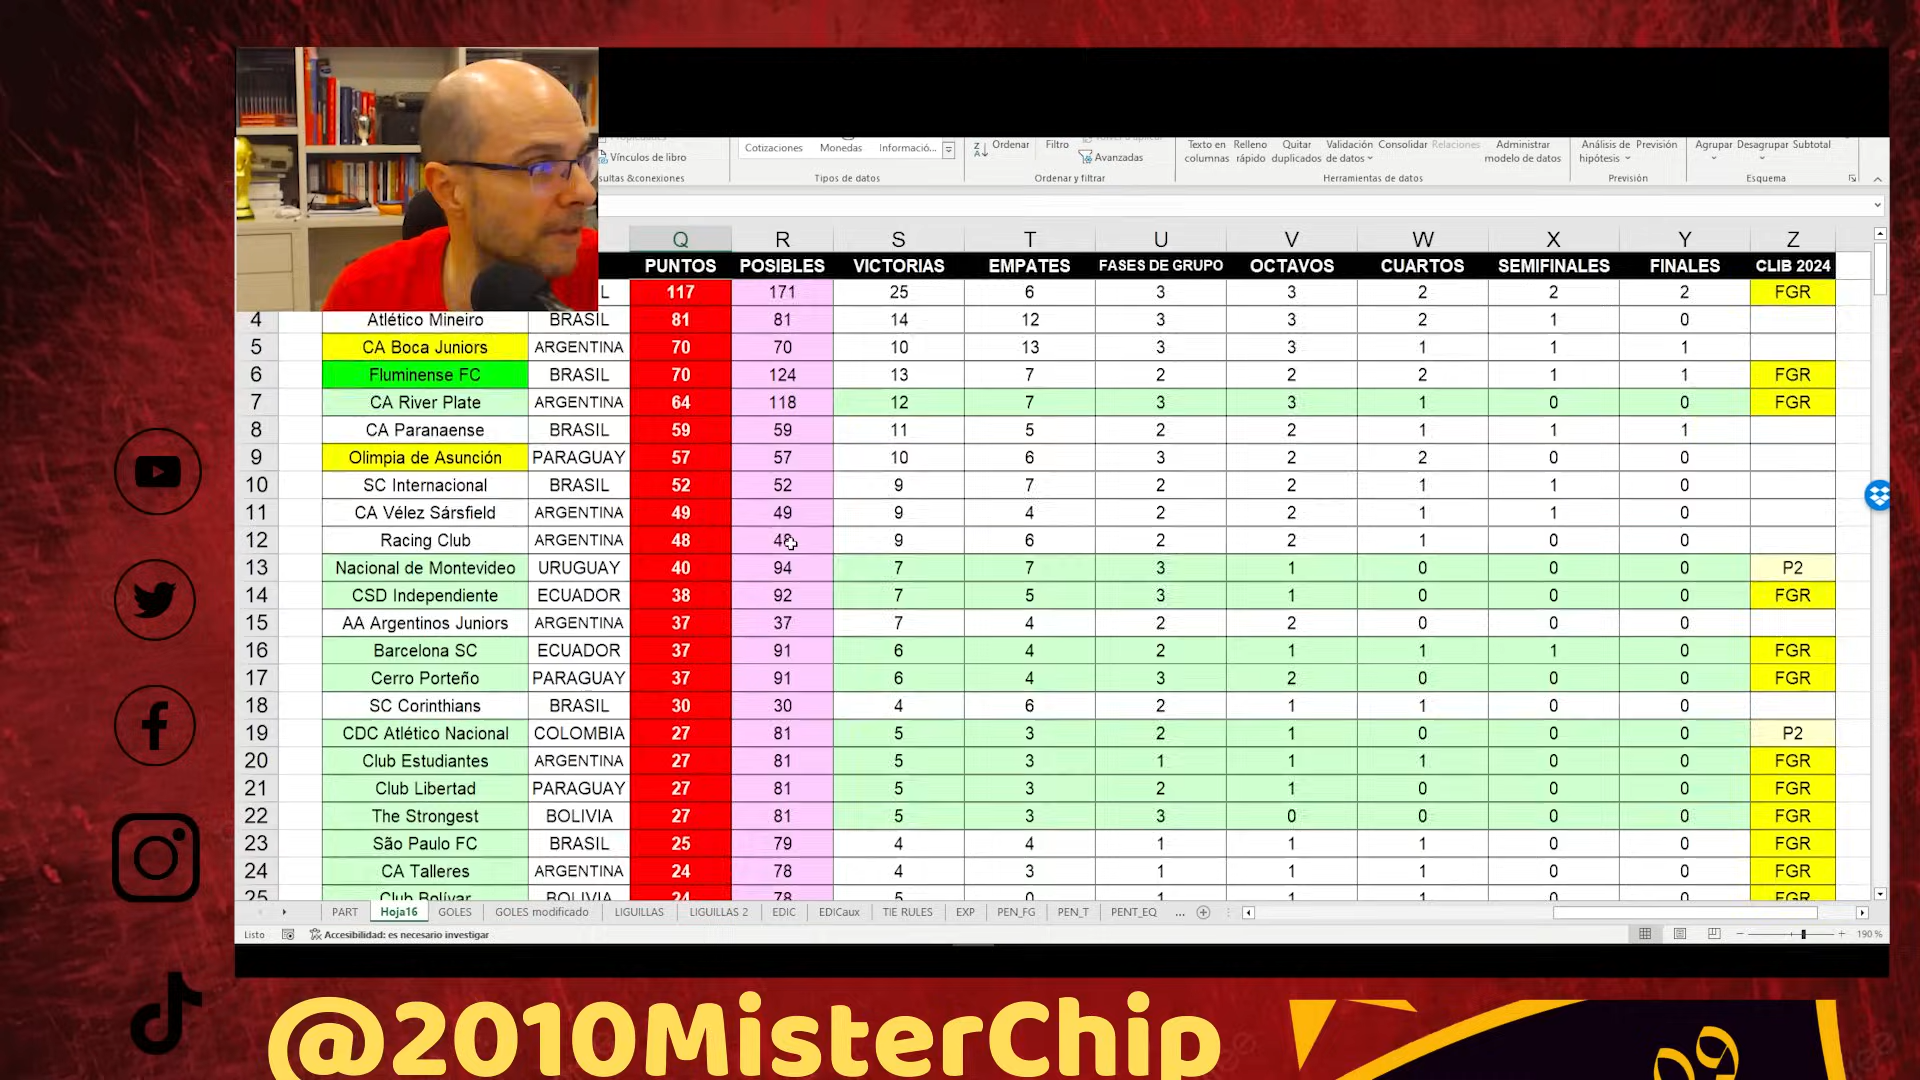 Vínculos de libro
Cotizaciones Monedas Informació...
Ordenar Filtro
Avanzadas
Texto en columnas Relleno rápido Quitar duplicados Validación de datos Consolidar Relaciones
Administrar modelo de datos
Análisis de hipótesis Previsión
Agrupar Desagrupar Subtotal
sultas &conexiones Tipos de datos Ordenar y filtrar Herramientas de datos Previsión Esquema
Q R S T U V W X Y Z
PUNTOS POSIBLES VICTORIAS EMPATES FASES DE GRUPO OCTAVOS CUARTOS SEMIFINALES FINALES CLIB 2024
L 117 171 25 6 3 3 2 2 2 FGR
4 Atlético Mineiro BRASIL 81 81 14 12 3 3 2 1 0
5 CA Boca Juniors ARGENTINA 70 70 10 13 3 3 1 1 1
6 Fluminense FC BRASIL 70 124 13 7 2 2 2 1 1 FGR
7 CA River Plate ARGENTINA 64 118 12 7 3 3 1 0 0 FGR
8 CA Paranaense BRASIL 59 59 11 5 2 2 1 1 1
9 Olimpia de Asunción PARAGUAY 57 57 10 6 3 2 2 0 0
10 SC Internacional BRASIL 52 52 9 7 2 2 1 1 0
11 CA Vélez Sársfield ARGENTINA 49 49 9 4 2 2 1 1 0
12 Racing Club ARGENTINA 48 48 9 6 2 2 1 0 0
13 Nacional de Montevideo URUGUAY 40 94 7 7 3 1 0 0 0 P2
14 CSD Independiente ECUADOR 38 92 7 5 3 1 0 0 0 FGR
15 AA Argentinos Juniors ARGENTINA 37 37 7 4 2 2 0 0 0
16 Barcelona SC ECUADOR 37 91 6 4 2 1 1 1 0 FGR
17 Cerro Porteño PARAGUAY 37 91 6 4 3 2 0 0 0 FGR
18 SC Corinthians BRASIL 30 30 4 6 2 1 1 0 0
19 CDC Atlético Nacional COLOMBIA 27 81 5 3 2 1 0 0 0 P2
20 Club Estudiantes ARGENTINA 27 81 5 3 1 1 1 0 0 FGR
21 Club Libertad PARAGUAY 27 81 5 3 2 1 0 0 0 FGR
22 The Strongest BOLIVIA 27 81 5 3 3 0 0 0 0 FGR
23 São Paulo FC BRASIL 25 79 4 4 1 1 1 0 0 FGR
24 CA Talleres ARGENTINA 24 78 4 3 1 1 1 0 0 FGR
25 Club Bolívar BOLIVIA 24 78 5 0 1 1 1 0 0 FGR
PART Hoja16 GOLES GOLES modificado LIGUILLAS LIGUILLAS 2 EDIC EDICaux TIE RULES EXP PEN_FG PEN_T PENT_EQ ...
Listo Accesibilidad: es necesario investigar 190 %
@2010MisterChip